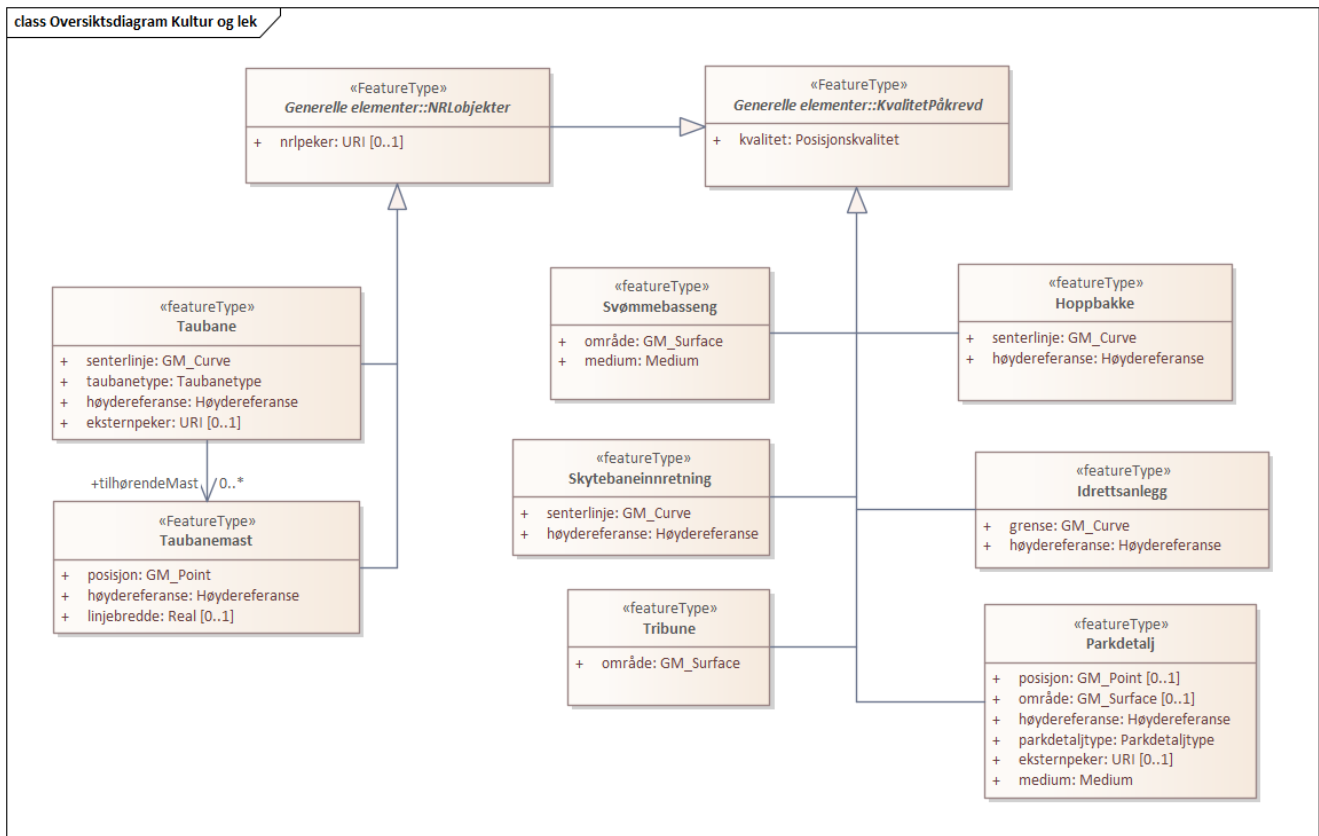 class Oversiktsdiagram Kultur og lek
«FeatureType»
Generelle elementer::NRLobjekter
+ nrlpeker: URI [0..1]
«FeatureType»
Generelle elementer::KvalitetPåkrevd
+ kvalitet: Posisjonskvalitet
«featureType»
Taubane
+ senterlinje: GM_Curve
+ taubanetype: Taubanetype
+ høydereferanse: Høydereferanse
+ eksternpeker: URI [0..1]
+tilhørendeMast 0..*
«FeatureType»
Taubanemast
+ posisjon: GM_Point
+ høydereferanse: Høydereferanse
+ linjebredde: Real [0..1]
«featureType»
Svømmebasseng
+ område: GM_Surface
+ medium: Medium
«featureType»
Hoppbakke
+ senterlinje: GM_Curve
+ høydereferanse: Høydereferanse
«featureType»
Skytebaneinnretning
+ senterlinje: GM_Curve
+ høydereferanse: Høydereferanse
«featureType»
Idrettsanlegg
+ grense: GM_Curve
+ høydereferanse: Høydereferanse
«featureType»
Tribune
+ område: GM_Surface
«featureType»
Parkdetalj
+ posisjon: GM_Point [0..1]
+ område: GM_Surface [0..1]
+ høydereferanse: Høydereferanse
+ parkdetaljtype: Parkdetaljtype
+ eksternpeker: URI [0..1]
+ medium: Medium